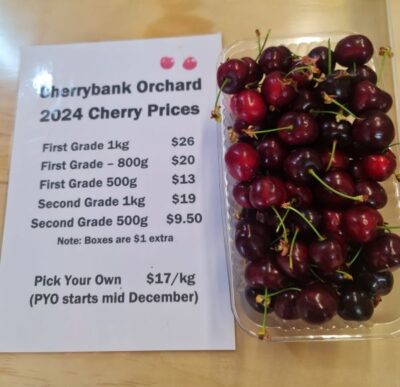 Cherrybank Orchard
2024 Cherry Prices
First Grade 1kg $26
First Grade – 800g $20
First Grade 500g $13
Second Grade 1kg $19
Second Grade 500g $9.50
Note: Boxes are $1 extra
Pick Your Own $17/kg
(PYO starts mid December)